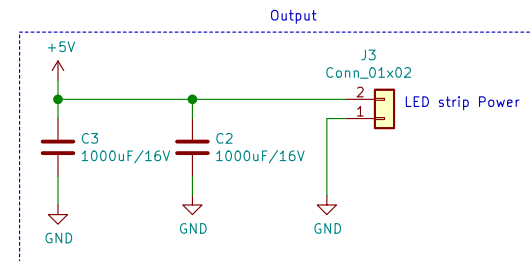 Output
+5V
J3
Conn_01x02
2
LED strip Power
1
C3
1000uF/16V
C2
1000uF/16V
GND
GND
GND